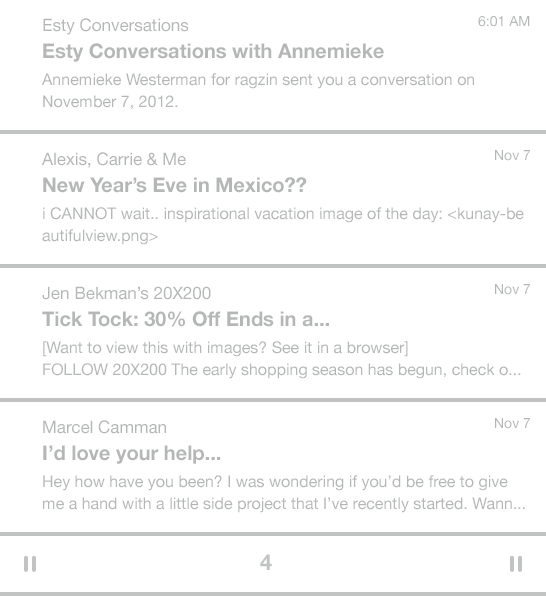 Esty Conversations
6:01 AM
Esty Conversations with Annemieke
Annemieke Westerman for ragzin sent you a conversation on
November 7, 2012.
Alexis, Carrie & Me
Nov 7
New Year’s Eve in Mexico??
i CANNOT wait.. inspirational vacation image of the day: <kunay-be
autifulview.png>
Jen Bekman’s 20X200
Nov 7
Tick Tock: 30% Off Ends in a...
[Want to view this with images? See it in a browser]
FOLLOW 20X200 The early shopping season has begun, check o...
Marcel Camman
Nov 7
I’d love your help...
Hey how have you been? I was wondering if you’d be free to give
me a hand with a little side project that I’ve recently started. Wann...
4